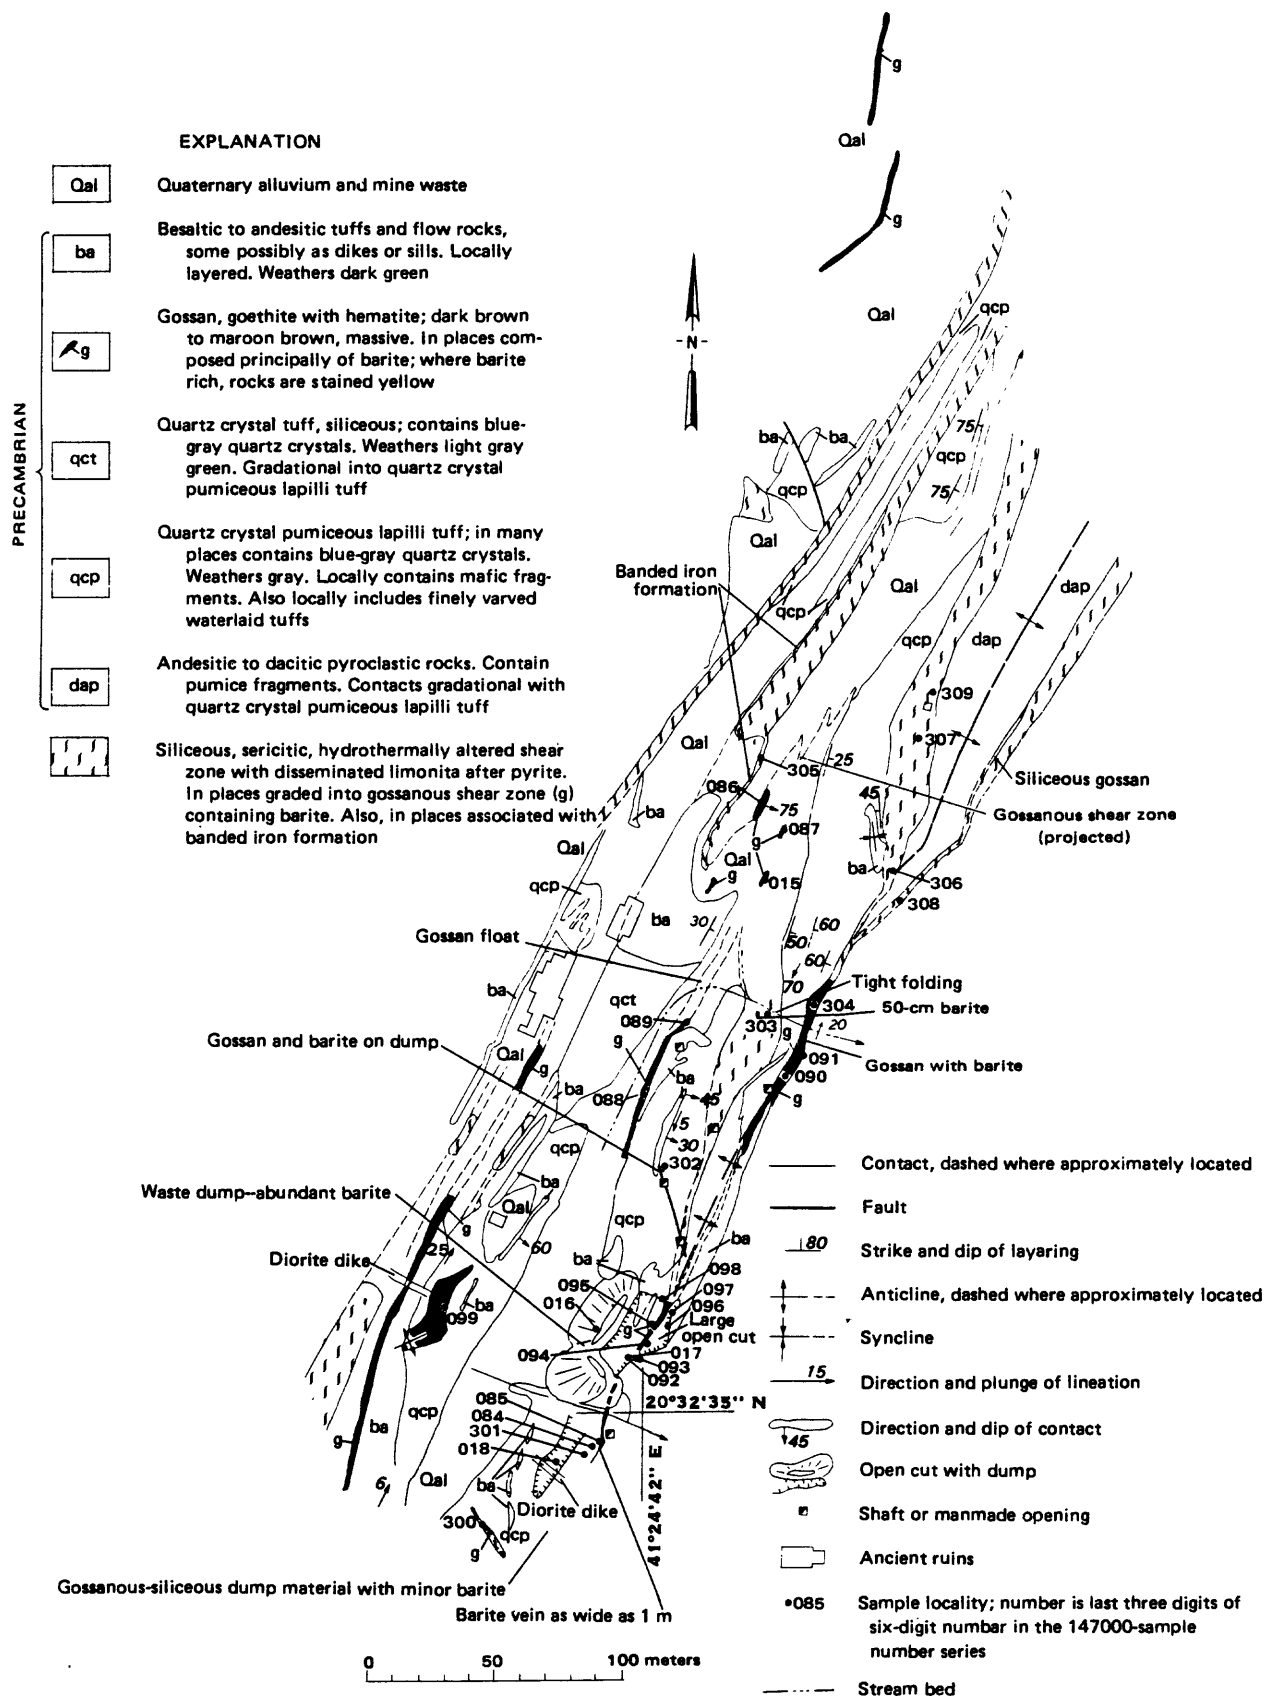 EXPLANATION
Qal
Quaternary alluvium and mine waste
PRECAMBRIAN
ba
Besaltic to andesitic tuffs and flow rocks,
some possibly as dikes or sills. Locally
layered. Weathers dark green
g
Gossan, goethite with hematite; dark brown
to maroon brown, massive. In places com-
posed principally of barite; where barite
rich, rocks are stained yellow
qct
Quartz crystal tuff, siliceous; contains blue-
gray quartz crystals. Weathers light gray
green. Gradational into quartz crystal
pumiceous lapilli tuff
qcp
Quartz crystal pumiceous lapilli tuff; in many
places contains blue-gray quartz crystals.
Weathers gray. Locally contains mafic frag-
ments. Also locally includes finely varved
waterlaid tuffs
dap
Andesitic to dacitic pyroclastic rocks. Contain
pumice fragments. Contacts gradational with
quartz crystal pumiceous lapilli tuff
Siliceous, sericitic, hydrothermally altered shear
zone with disseminated limonita after pyrite.
In places graded into gossanous shear zone (g)
containing barite. Also, in places associated with
banded iron formation
g
Qal
g
Qal
-N-
qcp
75
ba
ba
qcp
qcp
75
Qal
Banded iron
formation
Qal
dap
qcp
qcp
dap
309
Qal
307
25
305
Siliceous gossan
086
45
75
Gossanous shear zone
(projected)
ba
087
Qal
g
Qal
g
015
ba
306
qcp
308
ba
30
60
Gossan float
50
60
70
Tight folding
ba
qct
304
50-cm barite
089
303
g
20
Gossan and barite on dump
g
Qal
091
Gossan with barite
g
ba
ba
090
088
45
g
5
qcp
30
302
Contact, dashed where approximately located
ba
Waste dump--abundant barite
Qal
Fault
g
qcp
25
60
ba
80
Strike and dip of layaring
Diorite dike
ba
098
095
097
Anticline, dashed where approximately located
ba
016
096
099
g
Large
open cut
Syncline
094
017
093
092
15
Direction and plunge of lineation
085
20°32'35" N
084
qcp
ba
301
45
Direction and dip of contact
g
018
Open cut with dump
6
Qal
ba
41°24'42" E
Diorite dike
Shaft or manmade opening
300
qcp
g
Ancient ruins
Gossanous-siliceous dump material with minor barite
085
Sample locality; number is last three digits of
six-digit numbar in the 147000-sample
number series
Barite vein as wide as 1 m
0 50 100 meters
Stream bed